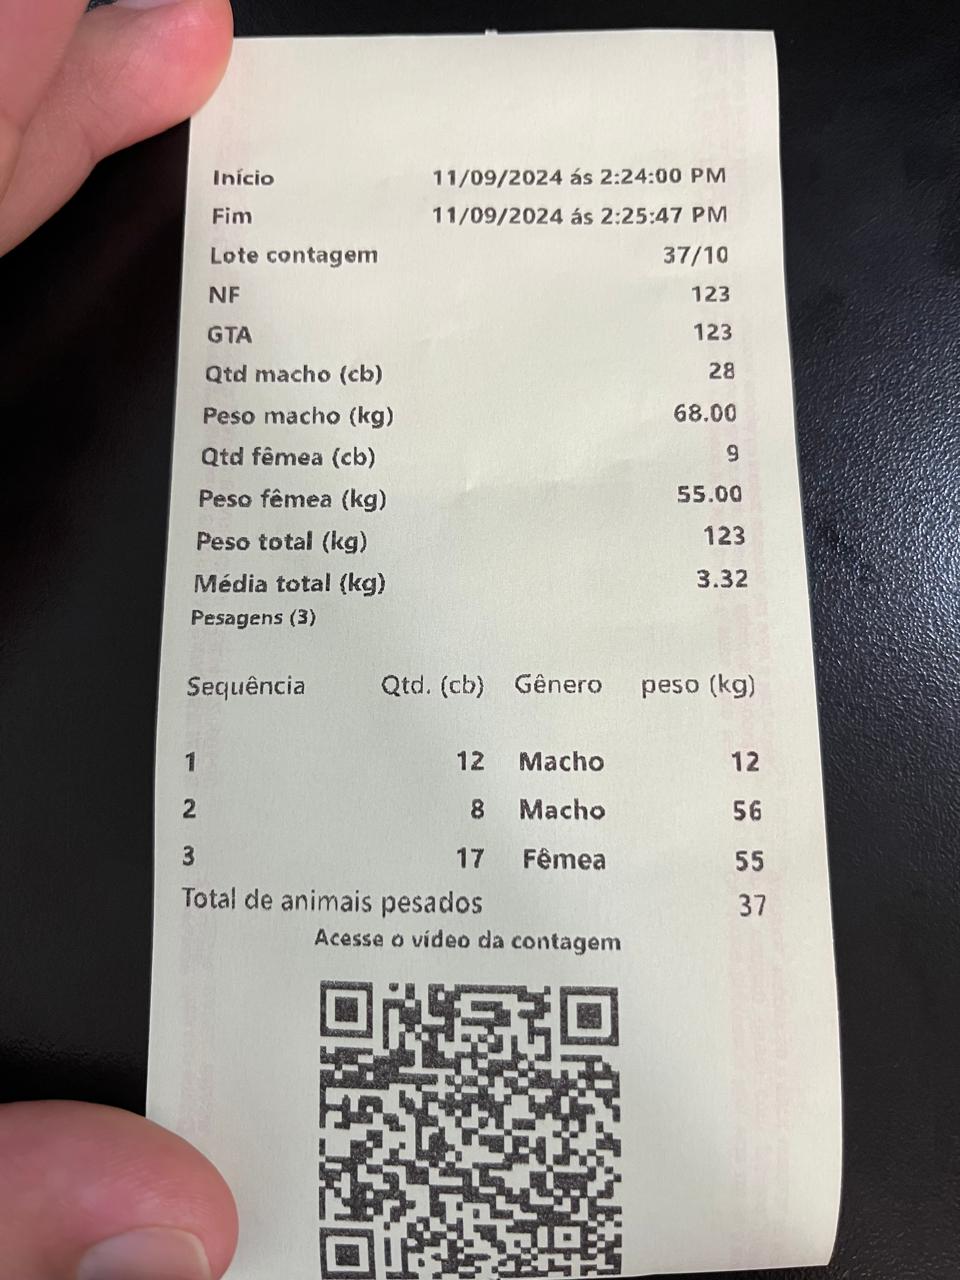 Início 11/09/2024 ás 2:24:00 PM
Fim 11/09/2024 ás 2:25:47 PM
Lote contagem 37/10
NF 123
GTA 123
Qtd macho (cb) 28
Peso macho (kg) 68.00
Qtd fêmea (cb) 9
Peso fêmea (kg) 55.00
Peso total (kg) 123
Média total (kg) 3.32
Pesagens (3)
Sequência Qtd. (cb) Gênero peso (kg)
1 12 Macho 12
2 8 Macho 56
3 17 Fêmea 55
Total de animais pesados 37
Acesse o vídeo da contagem